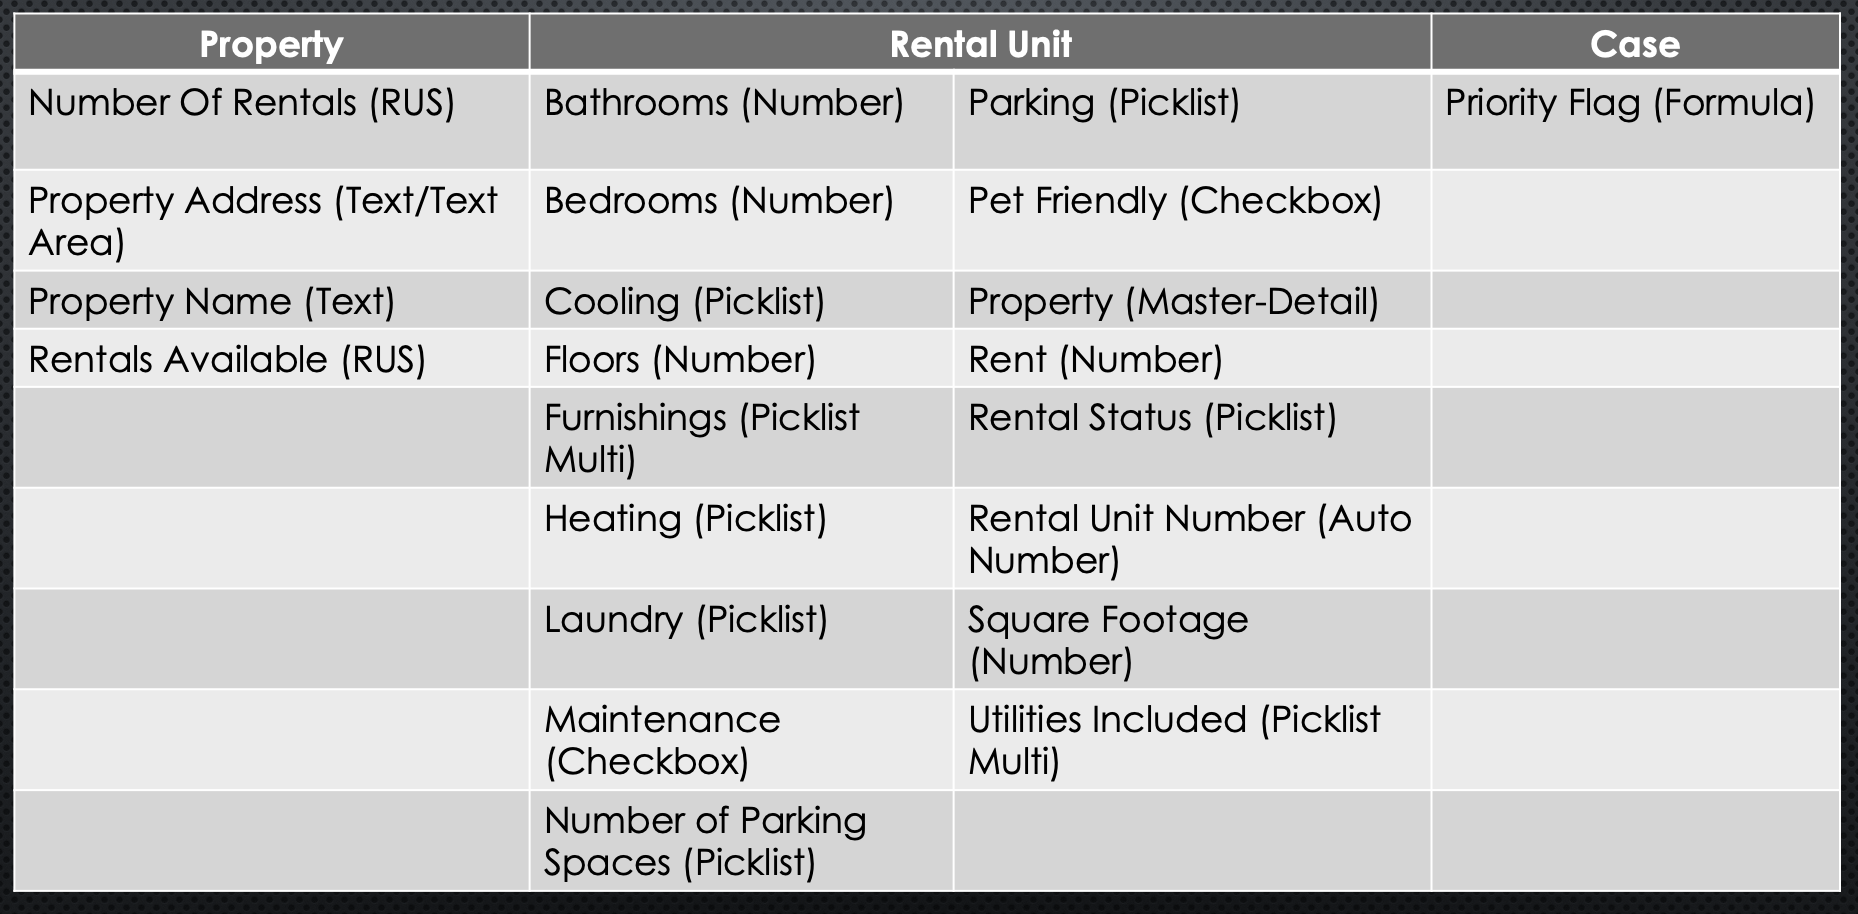 Property Rental Unit Case
Number Of Rentals (RUS) Bathrooms (Number) Parking (Picklist) Priority Flag (Formula)
Property Address (Text/Text
Area)
Bedrooms (Number) Pet Friendly (Checkbox)
Property Name (Text) Cooling (Picklist) Property (Master-Detail)
Rentals Available (RUS) Floors (Number) Rent (Number)
Furnishings (Picklist
Multi)
Rental Status (Picklist)
Heating (Picklist)
Rental Unit Number (Auto
Number)
Laundry (Picklist)
Square Footage
(Number)
Maintenance
(Checkbox)
Utilities Included (Picklist
Multi)
Number of Parking
Spaces (Picklist)